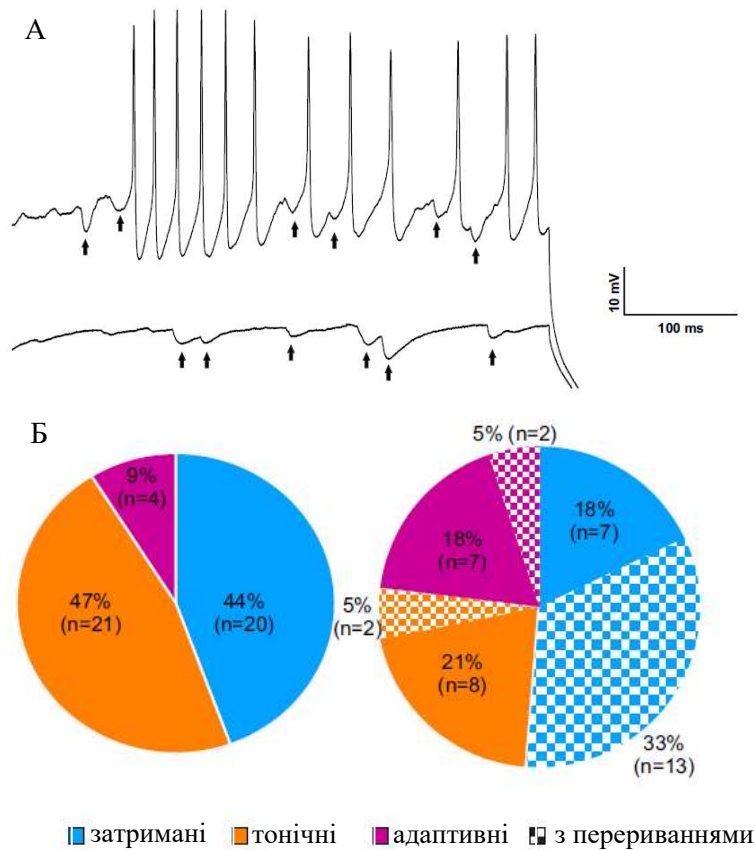 А
10 mV
100 ms
Б
5% (n=2)
9%
(n=4)
18%
(n=7)
18%
(n=7)
47%
(n=21)
44%
(n=20)
5%
(n=2)
21%
(n=8)
33%
(n=13)
затримані тонічні адаптивні з перериваннями